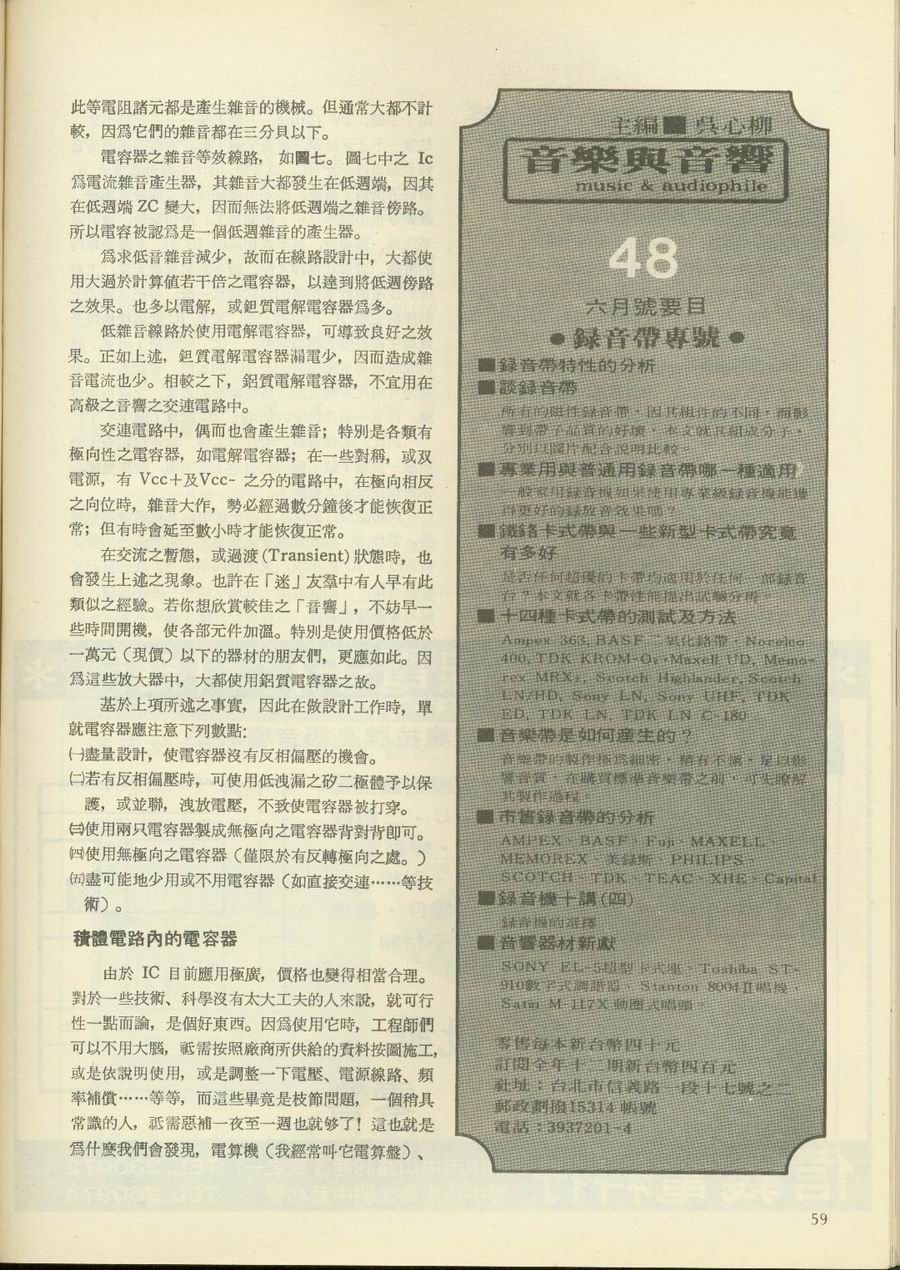 此等電阻諸元都是產生雜音的機械。但通常大都不計
較，因爲它們的雜音都在三分貝以下。
電容器之雜音等效線路，如圖七。圖七中之 Ic
爲電流雜音產生器，其雜音大都發生在低週端，因其
在低週端 ZC 變大，因而無法將低週端之雜音傍路。
所以電容被認爲是一個低週雜音的產生器。
爲求低音雜音減少，故而在線路設計中，大都使
用大過於計算值若干倍之電容器，以達到將低週傍路
之效果。也多以電解，或鉭質電解電容器爲多。
低雜音線路於使用電解電容器，可導致良好之效
果。正如上述，鉭質電解電容器漏電少，因而造成雜
音電流也少。相較之下，鋁質電解電容器，不宜用在
高級之音響之交連電路中。
交連電路中，偶而也會產生雜音；特別是各類有
極向性之電容器，如電解電容器；在一些對稱，或双
電源，有 Vcc+及Vcc- 之分的電路中，在極向相反
之向位時，雜音大作，勢必經過數分鐘後才能恢復正
常；但有時會延至數小時才能恢復正常。
在交流之暫態，或過渡(Transient)狀態時，也
會發生上述之現象。也許在「迷」友羣中有人早有此
類似之經驗。若你想欣賞較佳之「音響」，不妨早一
些時間開機，使各部元件加溫。特別是使用價格低於
一萬元（現價）以下的器材的朋友們，更應如此。因
爲這些放大器中，大都使用鋁質電容器之故。
基於上項所述之事實，因此在做設計工作時，單
就電容器應注意下列數點:
㈠盡量設計，使電容器沒有反相偏壓的機會。
㈡若有反相偏壓時，可使用低洩漏之矽二極體予以保
護，或並聯，洩放電壓，不致使電容器被打穿。
㈢使用兩只電容器製成無極向之電容器背對背即可。
㈣使用無極向之電容器（僅限於有反轉極向之處。）
㈤盡可能地少用或不用電容器（如直接交連……等技
術）。
積體電路內的電容器
由於 IC 目前應用極廣，價格也變得相當合理。
對於一些技術、科學沒有太大工夫的人來說，就可行
性一點而論，是個好東西。因爲使用它時，工程師們
可以不用大腦，祗需按照廠商所供給的資料按圖施工，
或是依說明使用，或是調整一下電壓、電源線路、頻
率補償……等等，而這些畢竟是枝節問題，一個稍具
常識的人，祗需惡補一夜至一週也就够了！這也就是
爲什麼我們會發現，電算機（我經常叫它電算盤）、
主編■吳心柳
音樂與音響
music & audiophile
48
六月號要目
●録音帶專號●
■録音帶特性的分析
■談録音帶
所有的磁性録音帶，因其組件的不同，而影
響到帶子品質的好壞，本文就其組成分子，
分別以圖片配合說明比較
■專業用與普通用録音帶哪一種適用?
一般家用録音機如果使用專業級録音機能獲
得更好的録放音效果嗎？
■鐵鉻卡式帶與一些新型卡式帶究竟
有多好
是否任何超優的卡帶均適用於任何一部録音
台？本文就各卡帶性能提出試驗分析。
■十四種卡式帶的測試及方法
Ampex 363, BASF 二氧化鉻帶，Norelco
400, TDK KROM-O₂，Maxell UD, Memo-
rex MRX₂, Scotch Highlander, Scotch
LN/HD, Sony LN, Sony UHF, TDK
ED, TDK LN, TDK LN C-180
■音樂帶是如何産生的？
音樂帶的製作極爲細密，稍有不愼，足以影
響音質，在購買標準音樂帶之前，可先瞭解
其製作過程。
■市售録音帶的分析
AMPEX、BASF、Fuji、MAXELL
MEMOREX、美録斯、PHILIPS、
SCOTCH、TDK、TEAC、XHE、Capital
■録音機十講(四)
録音機的選擇
■音響器材新獻
SONY EL-5超型卡式座、Toshiba ST-
910數字式調諧器、Stanton 8004Ⅱ唱機、
Satin M-117X 動圈式唱頭。
零售每本新台幣四十元
訂閱全年十二期新台幣四百元
社址：台北市信義路一段十七號之二
郵政劃撥15314 帳號
電話：3937201-4
59